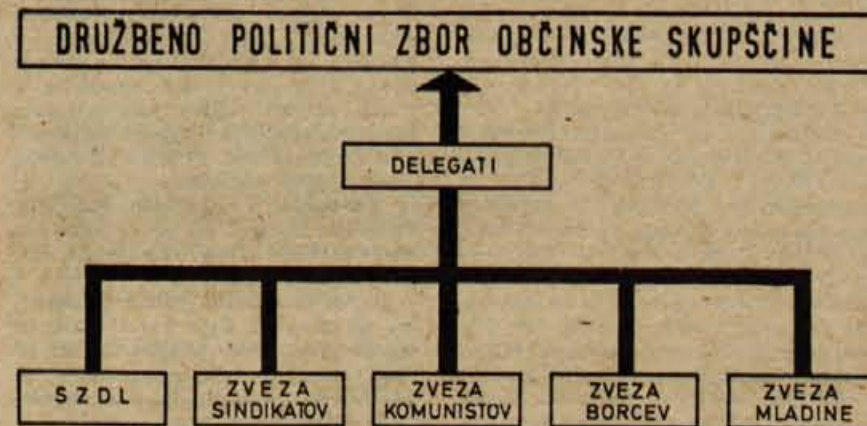 DRUŽBENO POLITIČNI ZBOR OBČINSKE SKUPŠČINE
DELEGATI
SZDL
ZVEZA
SINDIKATOV
ZVEZA
KOMUNISTOV
ZVEZA
BORCEV
ZVEZA
MLADINE